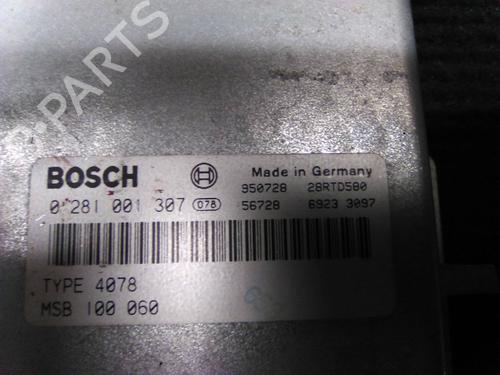 B-PARTS
BOSCH Made in Germany
950728 28RTD580
0 281 001 307 078 56728 6923 3097
TYPE 4078
MSB 100 060